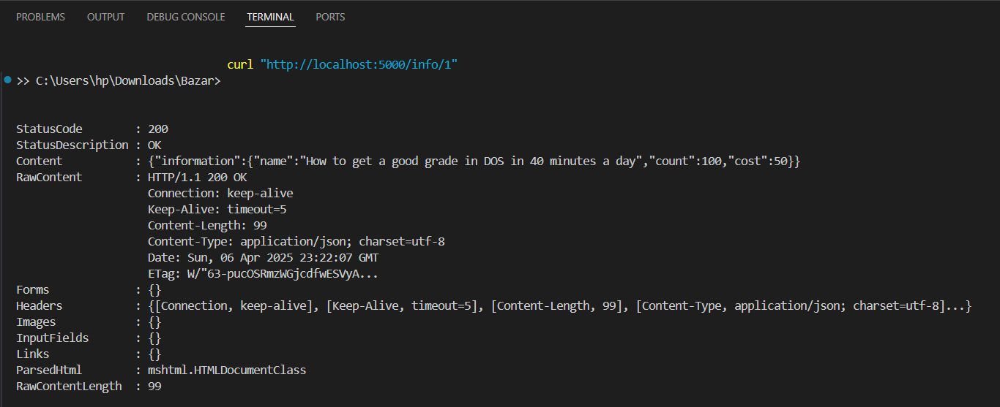 PROBLEMS OUTPUT DEBUG CONSOLE TERMINAL PORTS
curl "http://localhost:5000/info/1"
>> C:\Users\hp\Downloads\Bazar>
StatusCode : 200
StatusDescription : OK
Content : {"information":{"name":"How to get a good grade in DOS in 40 minutes a day","count":100,"cost":50}}
RawContent : HTTP/1.1 200 OK
Connection: keep-alive
Keep-Alive: timeout=5
Content-Length: 99
Content-Type: application/json; charset=utf-8
Date: Sun, 06 Apr 2025 23:22:07 GMT
ETag: W/"63-pucOSRmzWGjcdfwESVyA...
Forms : {}
Headers : {[Connection, keep-alive], [Keep-Alive, timeout=5], [Content-Length, 99], [Content-Type, application/json; charset=utf-8]...}
Images : {}
InputFields : {}
Links : {}
ParsedHtml : mshtml.HTMLDocumentClass
RawContentLength : 99